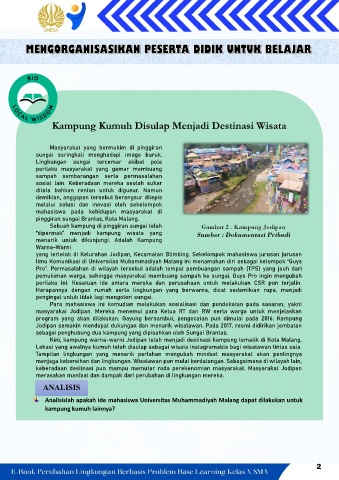 UNESA
MENGORGANISASIKAN PESERTA DIDIK UNTUK BELAJAR
BIO
LOCAL WISDOM
Kampung Kumuh Disulap Menjadi Destinasi Wisata
Masyarakat yang bermukim di pinggiran
sungai seringkali menghadapi image buruk.
Lingkungan sungai tercemar akibat pola
perilaku masyarakat yang gemar membuang
sampah sembarangan serta permasalahan
sosial lain. Keberadaan mereka seolah sukar
ditata bahkan rentan untuk digusur. Namun
demikian, anggapan tersebut berangsur ditepis
melalui solusi dan inovasi oleh sekelompok
mahasiswa pada kehidupan masyarakat di
pinggiran sungai Brantas, Kota Malang.
Sebuah kampung di pinggiran sungai telah
"dipermak" menjadi kampung wisata yang
menarik untuk dikunjungi. Adalah Kampung
Warna-Warni
Gambar 2 . Kampung Jodipan
Sumber : Dokumentasi Pribadi
yang terletak di Kelurahan Jodipan, Kecamatan Blimbing. Sekelompok mahasiswa jurusan jurusan
Ilmu Komunikasi di Universitas Muhammadiyah Malang ini menamakan diri sebagai kelompok "Guys
Pro". Permasalahan di wilayah tersebut adalah tempat pembuangan sampah (TPS) yang jauh dari
pemukiman warga, sehingga masyarakat membuang sampah ke sungai. Guys Pro ingin mengubah
perilaku ini. Kesatuan ide antara mereka dan perusahaan untuk melakukan CSR pun terjalin.
Harapannya dengan rumah serta lingkungan yang berwarna, dicat sedemikian rupa, menjadi
pengingat untuk tidak lagi mengotori sungai.
Para mahasiswa ini kemudian melakukan sosialisasi dan pendekatan pada sasaran, yakni
masyarakat Jodipan. Mereka menemui para Ketua RT dan RW serta warga untuk menjelaskan
program yang akan dilakukan. Gayung bersambut, pengecatan pun dimulai pada 2016. Kampung
Jodipan semakin mendapat dukungan dan menarik wisatawan. Pada 2017, resmi didirikan jembatan
sebagai penghubung dua kampung yang dipisahkan oleh Sungai Brantas.
Kini, kampung warna-warni Jodipan telah menjadi destinasi kampung tematik di Kota Malang.
Lokasi yang awalnya kumuh telah disulap sebagai wisata instagramable bagi wisatawan lintas usia.
Tampilan lingkungan yang menarik perlahan mengubah mindset masyarakat akan pentingnya
menjaga kebersihan dan lingkungan. Wisatawan pun mulai berdatangan. Sebagaimana di wilayah lain,
keberadaan destinasi pun mampu memutar roda perekonomian masyarakat. Masyarakat Jodipan
merasakan manfaat dan dampak dari perubahan di lingkungan mereka.
ANALISIS
Analisislah apakah ide mahasiswa Universitas Muhammadiyah Malang dapat dilakukan untuk
kampung kumuh lainnya?
2
E-Book Perubahan Lingkungan Berbasis Problem Base Learning Kelas X SMA